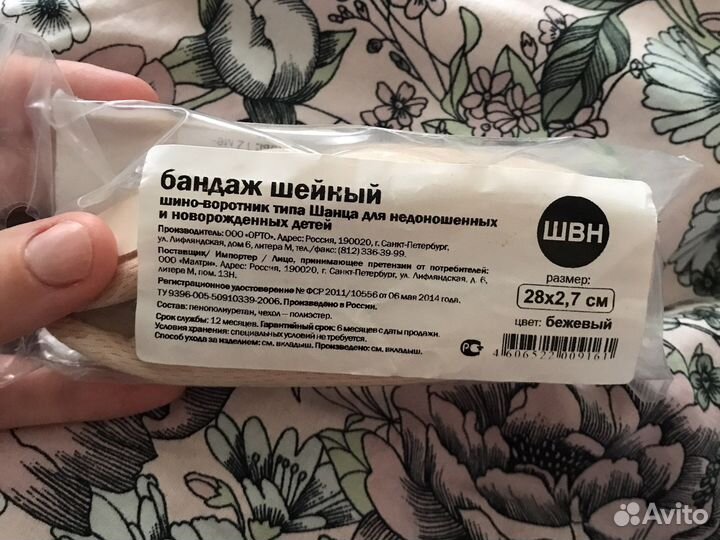 бандаж шейный
шино-воротник типа Шанца для недоношенных
и новорожденных детей
Производитель: ООО «ОРТО». Адрес: Россия, 190020, г. Санкт-Петербург,
ул. Лифляндская, дом 6, литера М, тел./факс: (812) 336-39-99.
Поставщик/ Импортер / Лицо, принимающее претензии от потребителей:
ООО «Малтри». Адрес: Россия, 190020, г. Санкт-Петербург, ул. Лифляндская, д. 6,
литера М, пом. 13Н.
Регистрационное удостоверение № ФСР 2011/10556 от 06 мая 2014 года.
ТУ 9396-005-50910339-2006. Произведено в России.
Состав: пенополиуретан, чехол — полиэстер.
Срок службы: 12 месяцев. Гарантийный срок: 6 месяцев с даты продажи.
Условия хранения: специальных условий не требуется.
Способ ухода за изделием: см. вкладыш. Произведено: см. вкладыш.
ШВН
размер:
28x2,7 см
цвет: бежевый
4 606522 009161
Avito